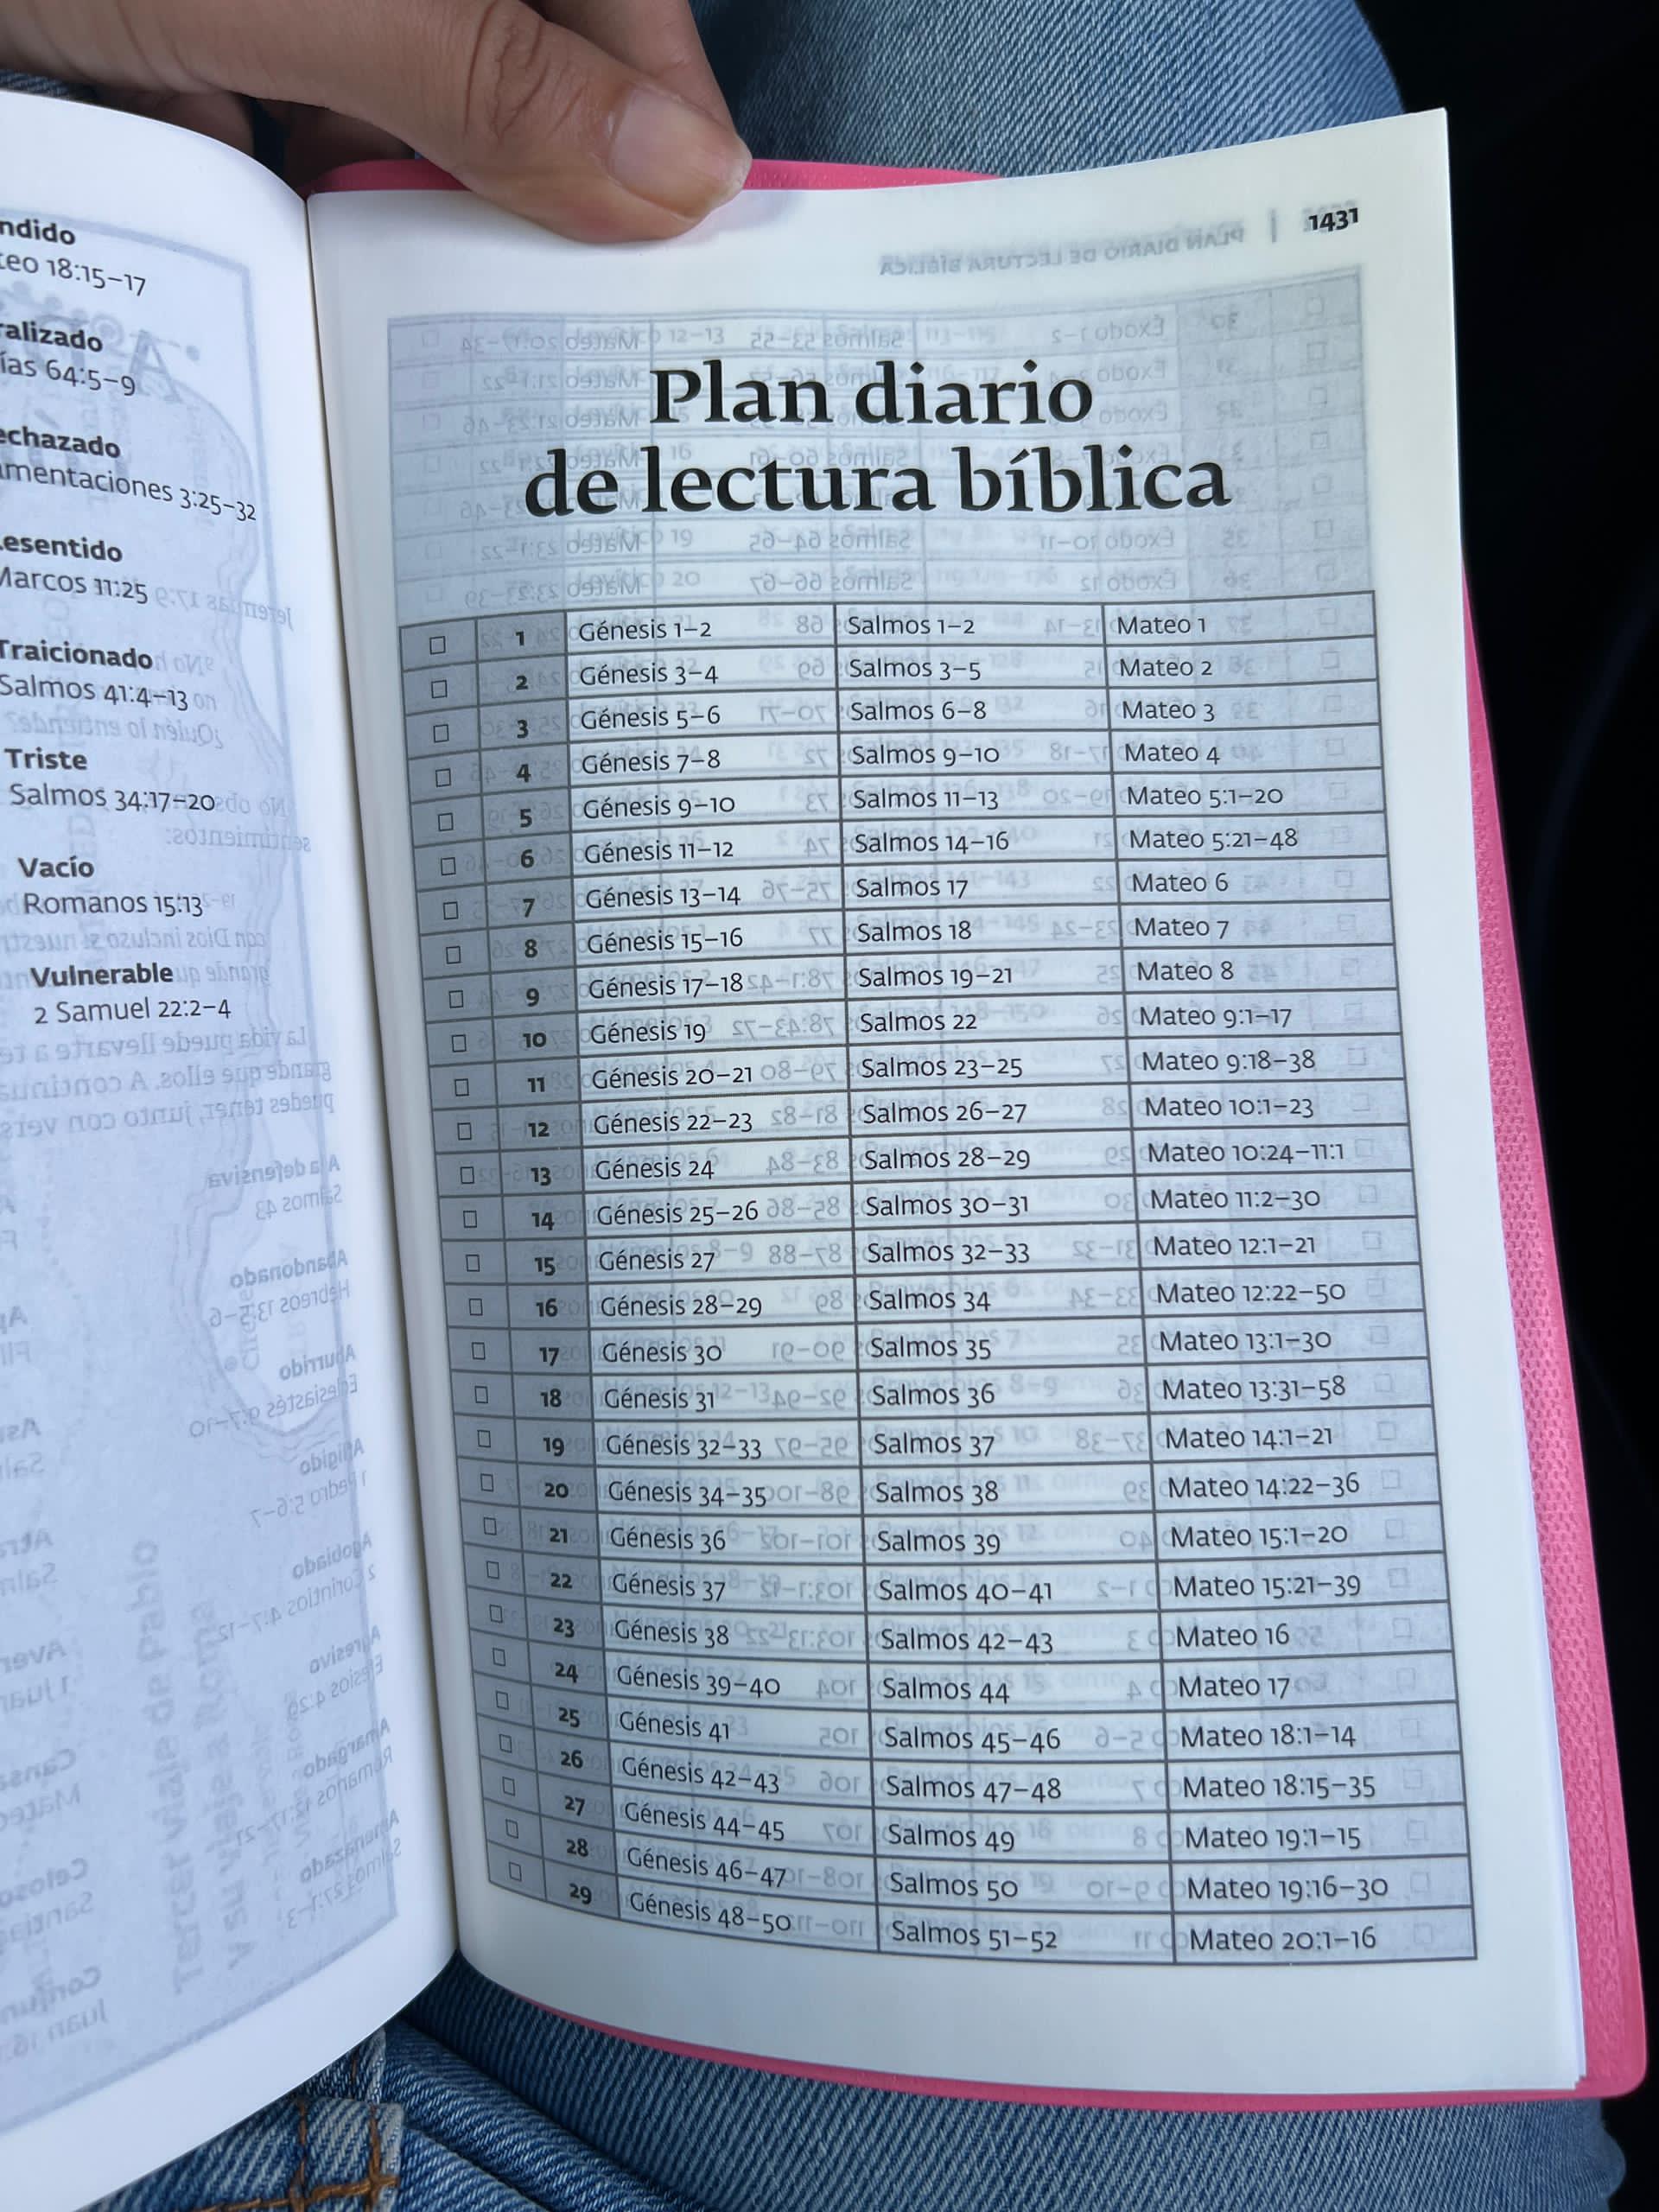 18:15–17
64:5–9
3:25–32
Marcos 11:25
Traicionado
Salmos 41:4–13
Triste
Salmos 34:17–20
Vacío
Romanos 15:13
Vulnerable
2 Samuel 22:2–4
1431
Plan diario
de lectura bíblica
1 Génesis 1–2 Salmos 1–2 Mateo 1
2 Génesis 3–4 Salmos 3–5 Mateo 2
3 Génesis 5–6 Salmos 6–8 Mateo 3
4 Génesis 7–8 Salmos 9–10 Mateo 4
5 Génesis 9–10 Salmos 11–13 Mateo 5:1–20
6 Génesis 11–12 Salmos 14–16 Mateo 5:21–48
7 Génesis 13–14 Salmos 17 Mateo 6
8 Génesis 15–16 Salmos 18 Mateo 7
9 Génesis 17–18 Salmos 19–21 Mateo 8
10 Génesis 19 Salmos 22 Mateo 9:1–17
11 Génesis 20–21 Salmos 23–25 Mateo 9:18–38
12 Génesis 22–23 Salmos 26–27 Mateo 10:1–23
13 Génesis 24 Salmos 28–29 Mateo 10:24–11:1
14 Génesis 25–26 Salmos 30–31 Mateo 11:2–30
15 Génesis 27 Salmos 32–33 Mateo 12:1–21
16 Génesis 28–29 Salmos 34 Mateo 12:22–50
17 Génesis 30 Salmos 35 Mateo 13:1–30
18 Génesis 31 Salmos 36 Mateo 13:31–58
19 Génesis 32–33 Salmos 37 Mateo 14:1–21
20 Génesis 34–35 Salmos 38 Mateo 14:22–36
21 Génesis 36 Salmos 39 Mateo 15:1–20
22 Génesis 37 Salmos 40–41 Mateo 15:21–39
23 Génesis 38 Salmos 42–43 Mateo 16
24 Génesis 39–40 Salmos 44 Mateo 17
25 Génesis 41 Salmos 45–46 Mateo 18:1–14
26 Génesis 42–43 Salmos 47–48 Mateo 18:15–35
27 Génesis 44–45 Salmos 49 Mateo 19:1–15
28 Génesis 46–47 Salmos 50 Mateo 19:16–30
29 Génesis 48–50 Salmos 51–52 Mateo 20:1–16